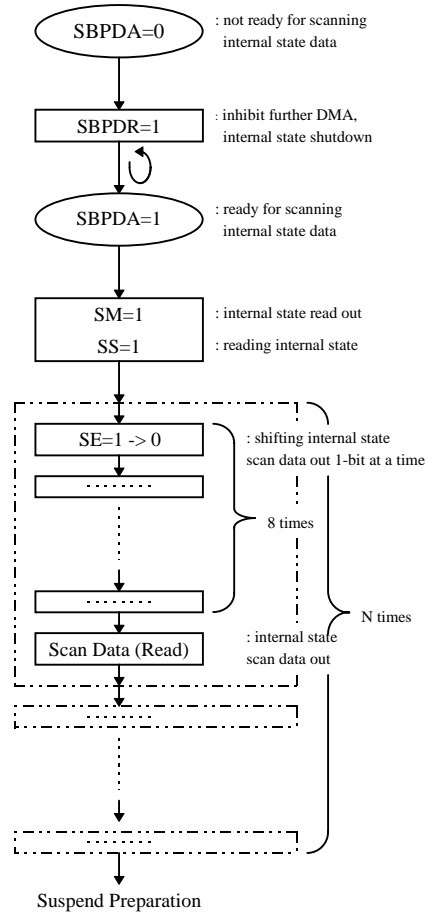 SBPDA=0
: not ready for scanning
internal state data
SBPDR=1
: inhibit further DMA,
internal state shutdown
SBPDA=1
: ready for scanning
internal state data
SM=1
: internal state read out
SS=1
: reading internal state
SE=1 -> 0
: shifting internal state
scan data out 1-bit at a time
8 times
N times
Scan Data (Read)
: internal state
scan data out
Suspend Preparation